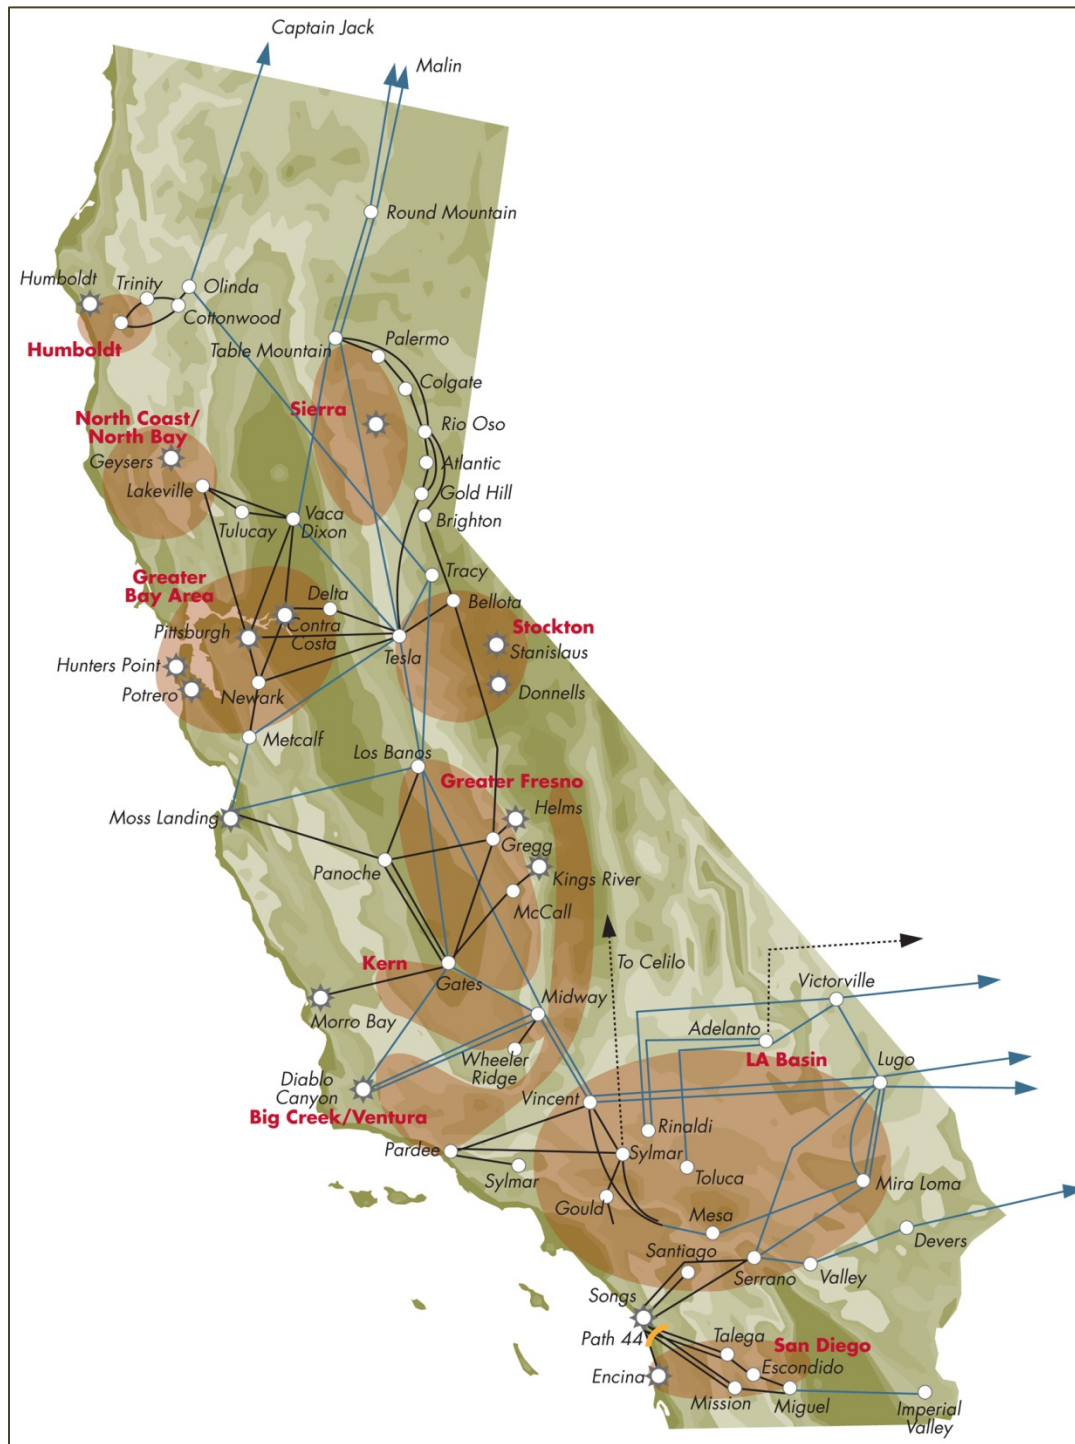 Captain Jack
Malin
Round Mountain
Humboldt
Trinity
Olinda
Cottonwood
Humboldt
Table Mountain
Palermo
Colgate
Sierra
Rio Oso
North Coast/
North Bay
Geysers
Atlantic
Lakeville
Gold Hill
Tulucay
Vaca
Dixon
Brighton
Greater
Bay Area
Delta
Tracy
Bellota
Pittsburgh
Contra
Costa
Tesla
Stockton
Stanislaus
Hunters Point
Potrero
Newark
Donnells
Metcalf
Los Banos
Greater Fresno
Moss Landing
Helms
Gregg
Panoche
Kings River
McCall
Kern
Gates
To Celilo
Morro Bay
Midway
Victorville
Adelanto
LA Basin
Wheeler
Ridge
Lugo
Diablo
Canyon
Vincent
Big Creek/Ventura
Rinaldi
Pardee
Sylmar
Sylmar
Toluca
Mira Loma
Gould
Mesa
Devers
Santiago
Serrano
Valley
Songs
Path 44
Talega
San Diego
Encina
Escondido
Mission
Miguel
Imperial
Valley